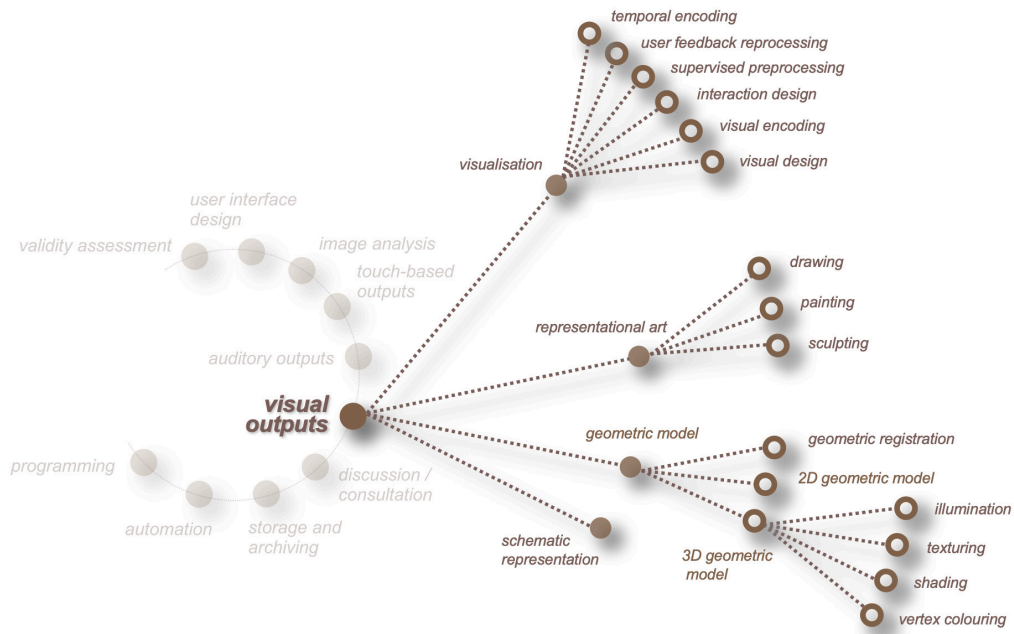 temporal encoding
user feedback reprocessing
supervised preprocessing
interaction design
visual encoding
visual design
visualisation
user interface
design
validity assessment
image analysis
touch-based
outputs
auditory outputs
visual
outputs
drawing
painting
sculpting
representational art
geometric model
geometric registration
2D geometric model
3D geometric
model
illumination
texturing
shading
vertex colouring
schematic
representation
discussion /
consultation
storage and
archiving
automation
programming